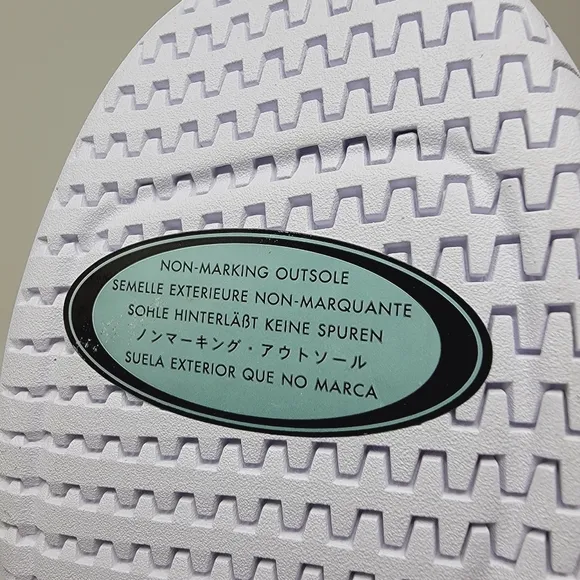 NON-MARKING OUTSOLE
SEMELLE EXTERIEURE NON-MARQUANTE
SOHLE HINTERLÄßT KEINE SPUREN
ノンマーキング・アウトソール
SUELA EXTERIOR QUE NO MARCA